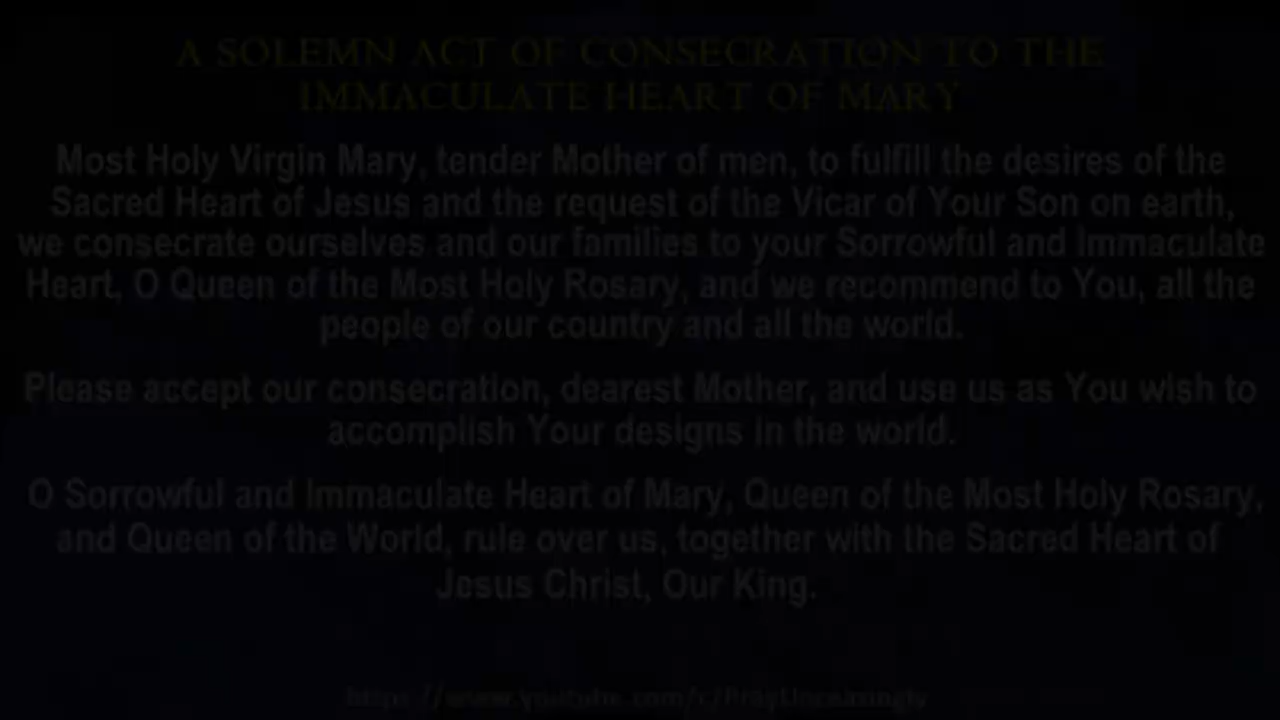 A SOLEMN ACT OF CONSECRATION TO THE
IMMACULATE HEART OF MARY
Most Holy Virgin Mary, tender Mother of men, to fulfill the desires of the
Sacred Heart of Jesus and the request of the Vicar of Your Son on earth,
we consecrate ourselves and our families to your Sorrowful and Immaculate
Heart, O Queen of the Most Holy Rosary, and we recommend to You, all the
people of our country and all the world.
Please accept our consecration, dearest Mother, and use us as You wish to
accomplish Your designs in the world.
O Sorrowful and Immaculate Heart of Mary, Queen of the Most Holy Rosary,
and Queen of the World, rule over us, together with the Sacred Heart of
Jesus Christ, Our King.
https://www.youtube.com/c/PrayUnceasingly